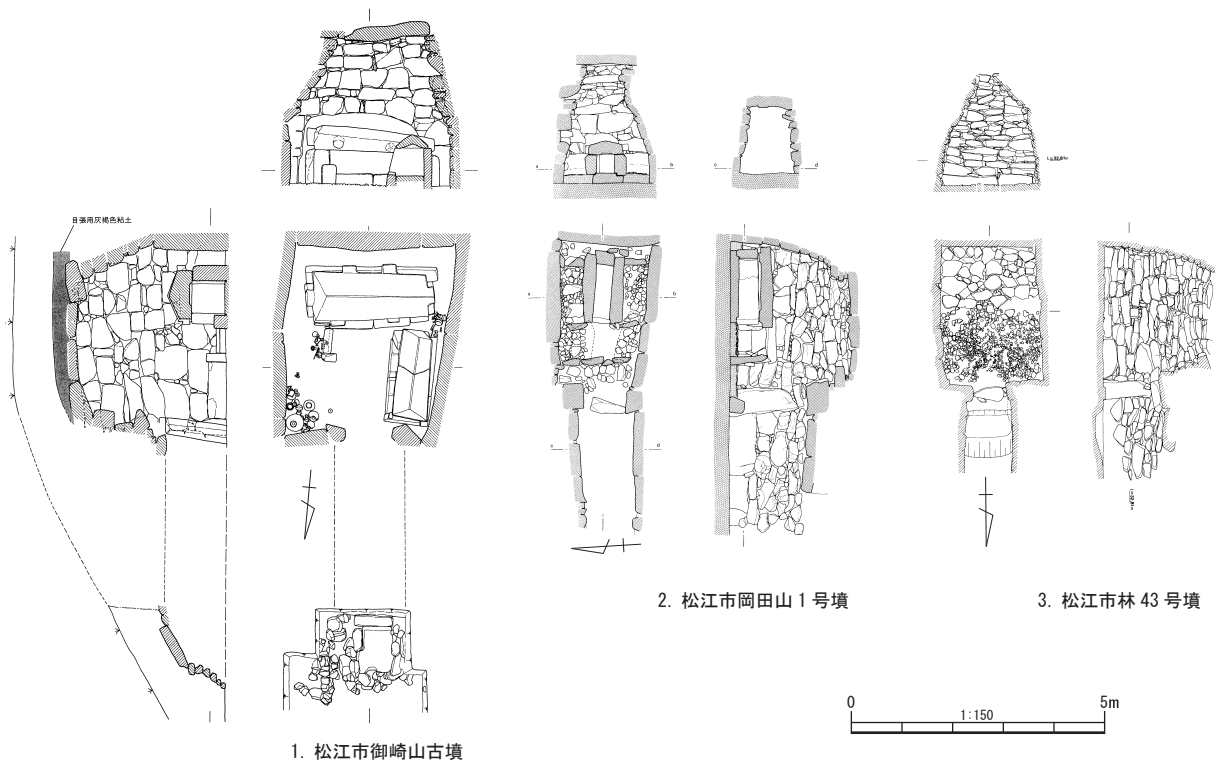 目張用灰褐色粘土
a
b
c
d
a
b
c
d
2. 松江市岡田山1号墳
3. 松江市林43号墳
0
5m
1:150
1. 松江市御崎山古墳